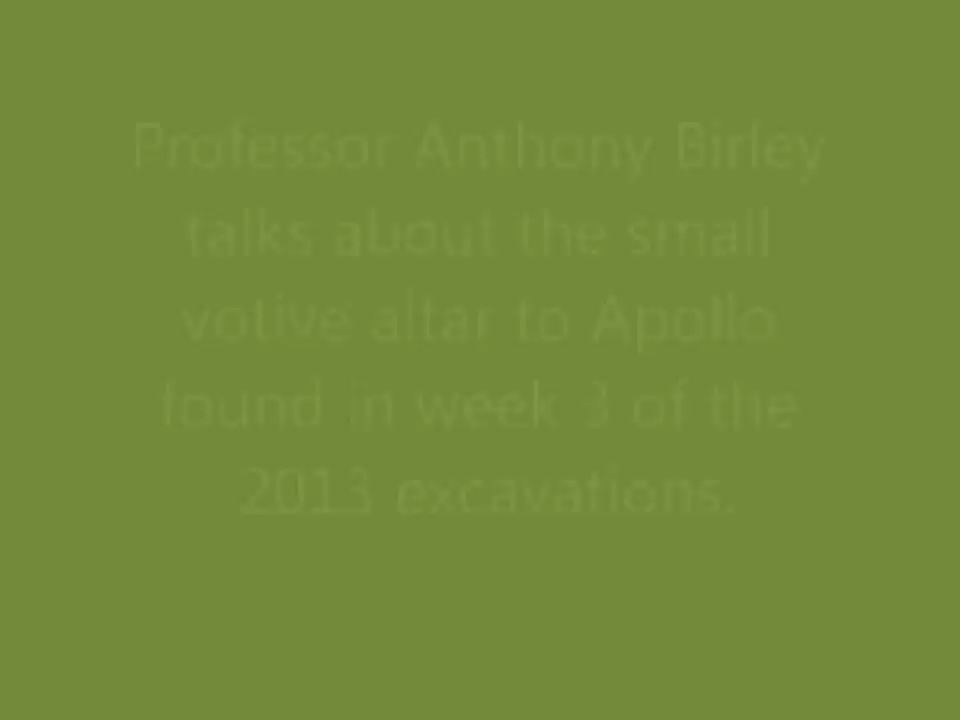 Professor Anthony Birley
talks about the small
votive altar to Apollo
found in week 3 of the
2013 excavations.